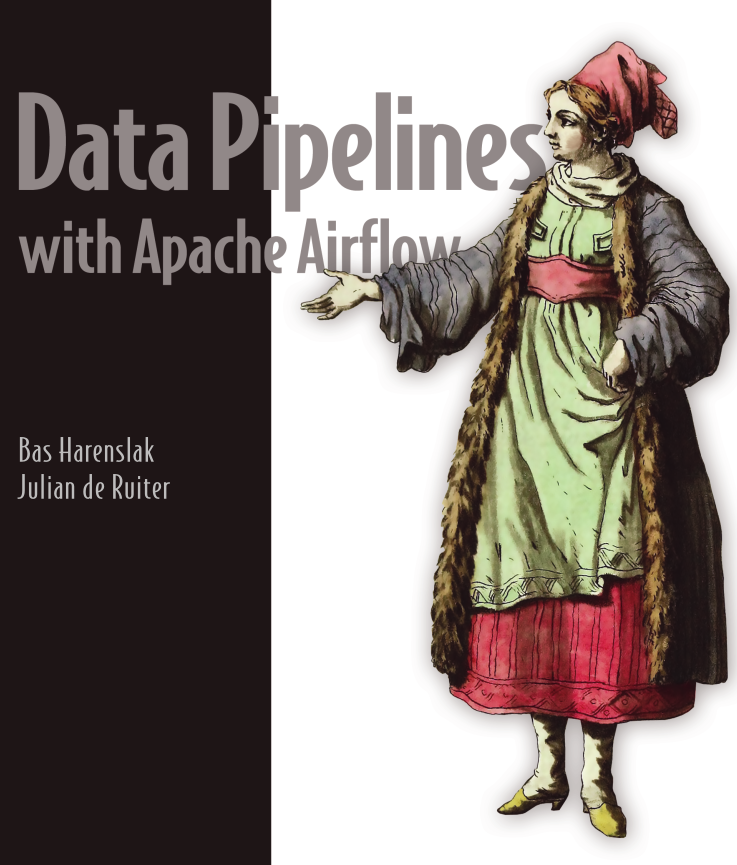 Data Pipelines
with Apache Airflow
Bas Harenslak
Julian de Ruiter